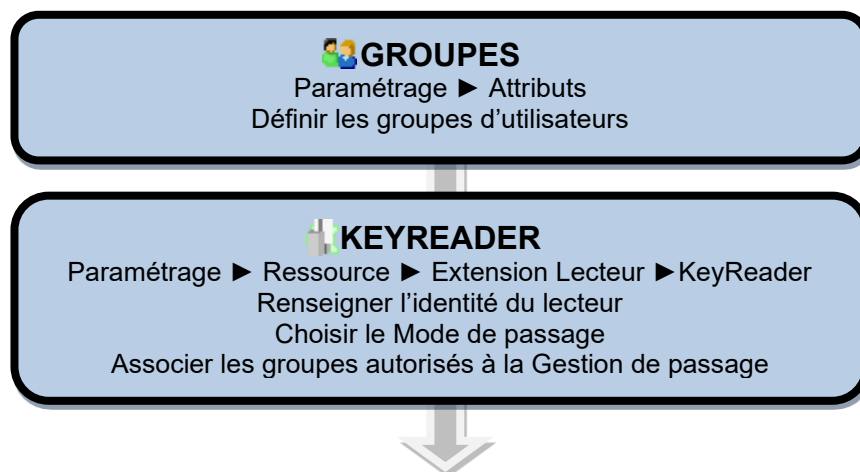 GROUPES
Paramétrage ► Attributs
Définir les groupes d’utilisateurs
KEYREADER
Paramétrage ► Ressource ► Extension Lecteur ►KeyReader
Renseigner l’identité du lecteur
Choisir le Mode de passage
Associer les groupes autorisés à la Gestion de passage